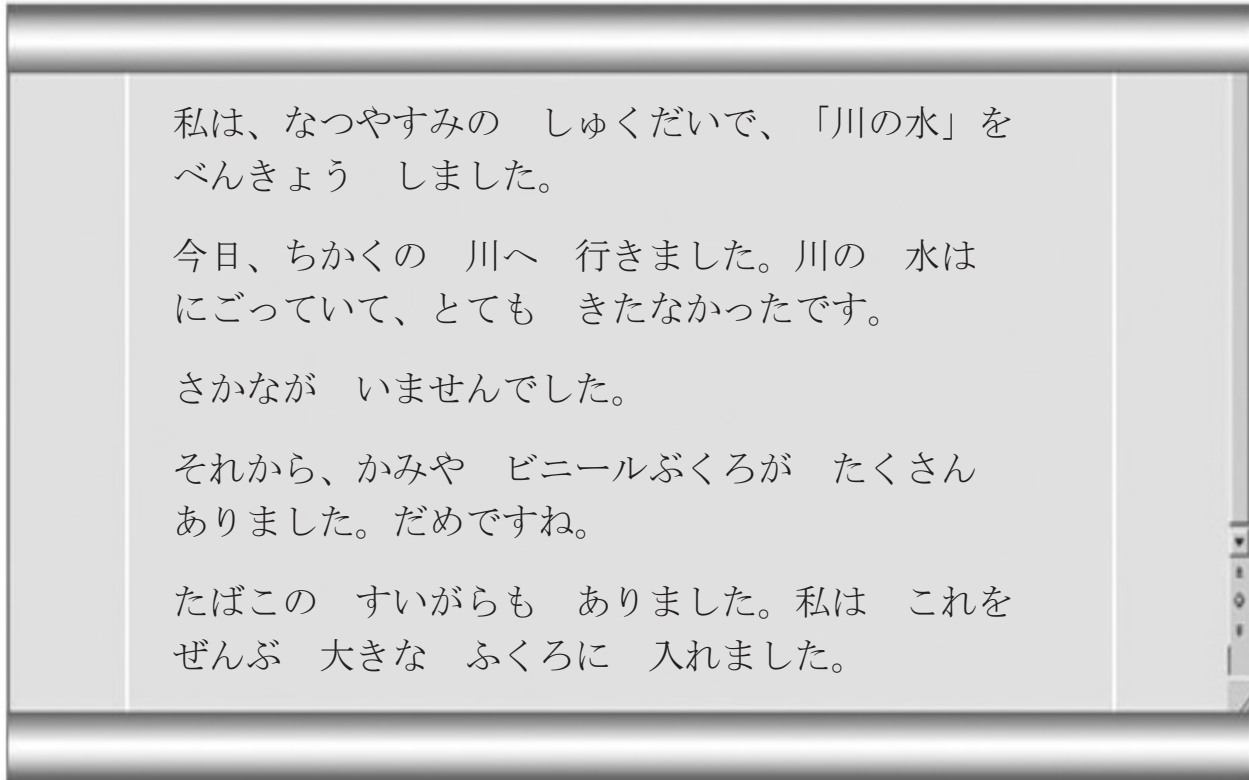 私は、なつやすみの　しゅくだいで、「川の水」を
べんきょう　しました。
今日、ちかくの　川へ　行きました。川の　水は
にごっていて、とても　きたなかったです。
さかなが　いませんでした。
それから、かみや　ビニールぶくろが　たくさん
ありました。だめですね。
たばこの　すいがらも　ありました。私は　これを
ぜんぶ　大きな　ふくろに　入れました。